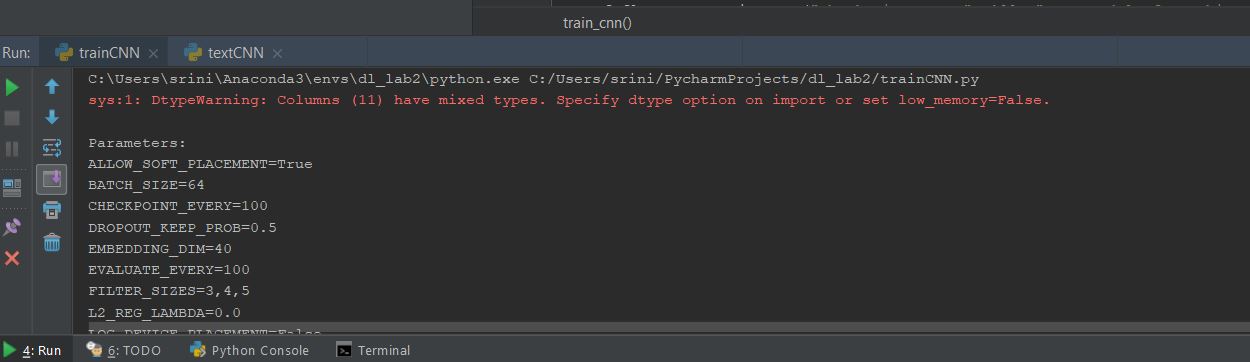 train_cnn()
Run: trainCNN × textCNN ×
C:\Users\srini\Anaconda3\envs\dl_lab2\python.exe C:/Users/srini/PycharmProjects/dl_lab2/trainCNN.py
sys:1: DtypeWarning: Columns (11) have mixed types. Specify dtype option on import or set low_memory=False.
Parameters:
ALLOW_SOFT_PLACEMENT=True
BATCH_SIZE=64
CHECKPOINT_EVERY=100
DROPOUT_KEEP_PROB=0.5
EMBEDDING_DIM=40
EVALUATE_EVERY=100
FILTER_SIZES=3,4,5
L2_REG_LAMBDA=0.0
LOG_DEVICE_PLACEMENT=False
4: Run 6: TODO Python Console Terminal